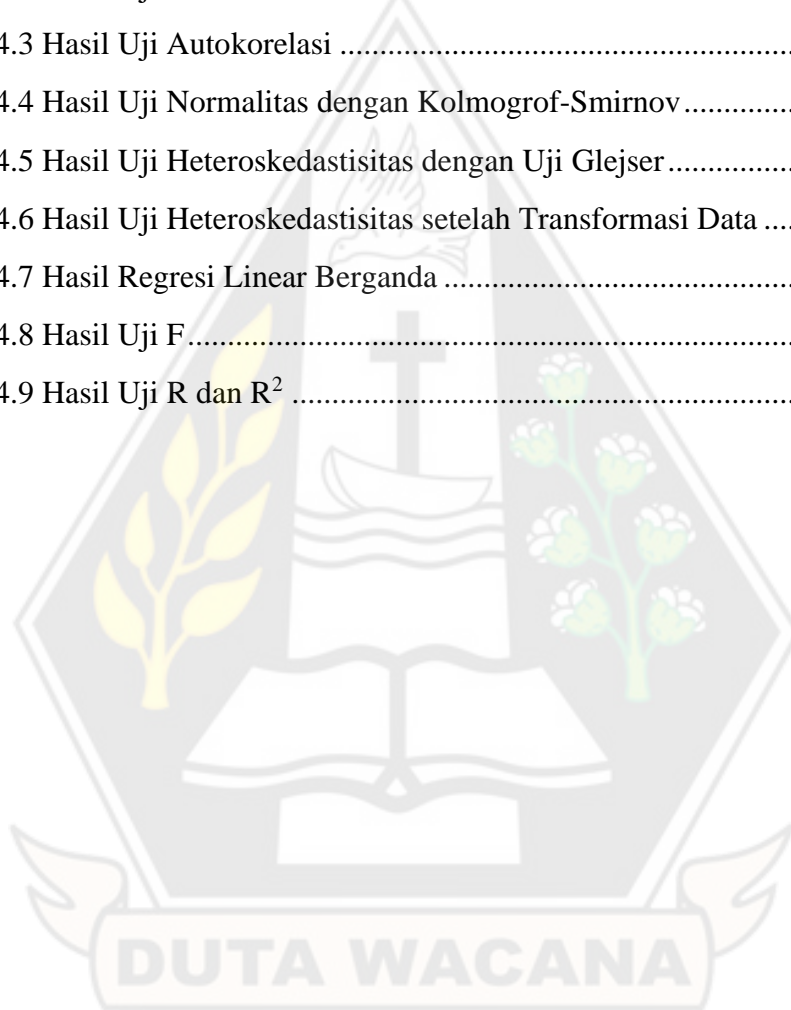 4.3 Hasil Uji Autokorelasi ................................................
4.4 Hasil Uji Normalitas dengan Kolmogrof-Smirnov ..............
4.5 Hasil Uji Heteroskedastisitas dengan Uji Glejser ..............
4.6 Hasil Uji Heteroskedastisitas setelah Transformasi Data ....
4.7 Hasil Regresi Linear Berganda .....................................
4.8 Hasil Uji F ................................................................
4.9 Hasil Uji R dan R² .....................................................
DUTA WACANA